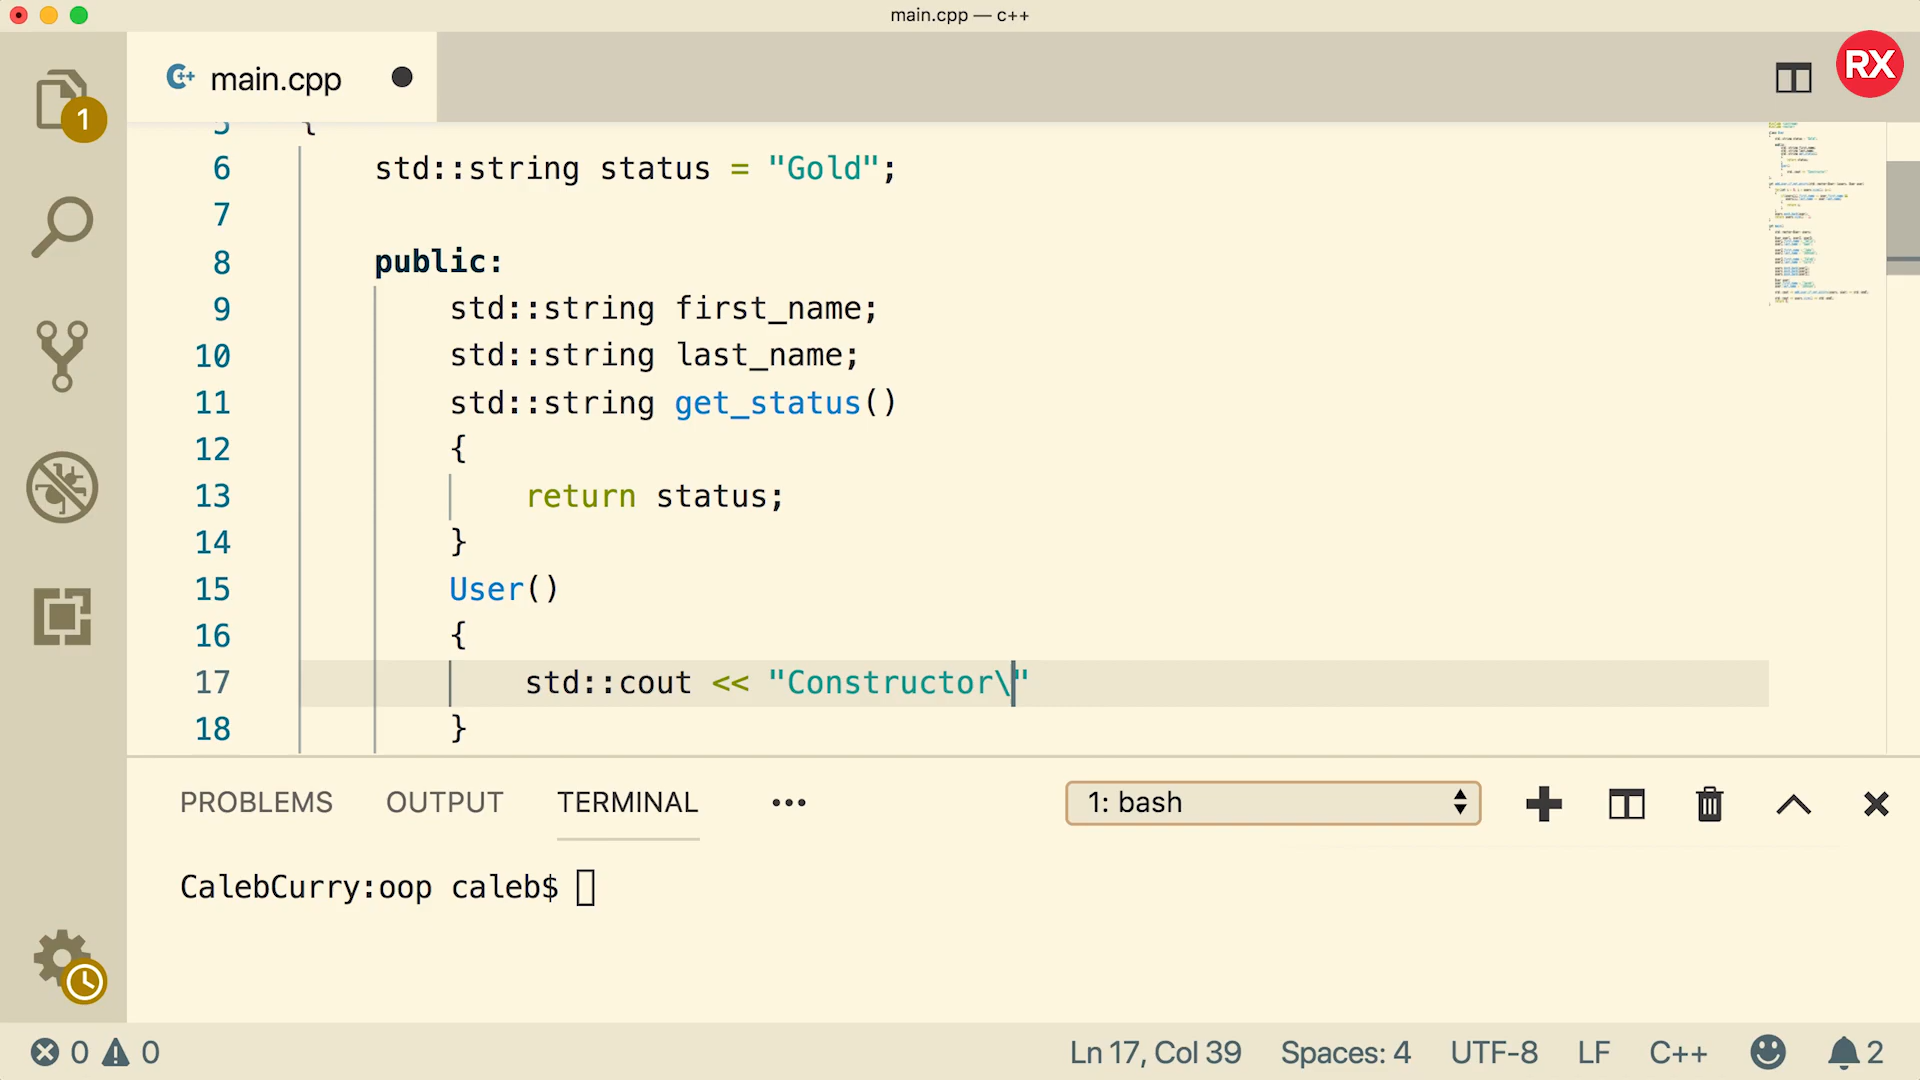 main.cpp — c++
RX
main.cpp
1
5 {
6 std::string status = "Gold";
7
8 public:
9 std::string first_name;
10 std::string last_name;
11 std::string get_status()
12 {
13 return status;
14 }
15 User()
16 {
17 std::cout << "Constructor\"
18 }
PROBLEMS OUTPUT TERMINAL ••• 1: bash
CalebCurry:oop caleb$
0 0 Ln 17, Col 39 Spaces: 4 UTF-8 LF C++ 2